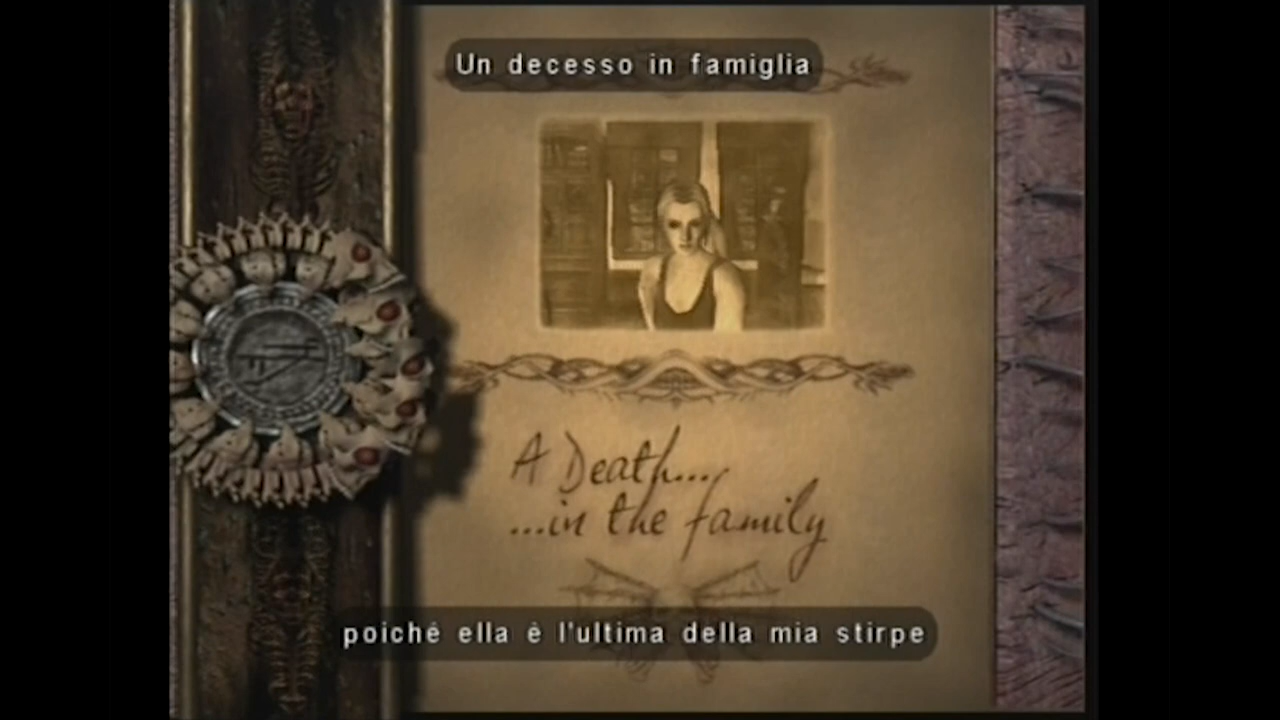 Un decesso in famiglia
A Death...
...in the family
poiché ella è l'ultima della mia stirpe